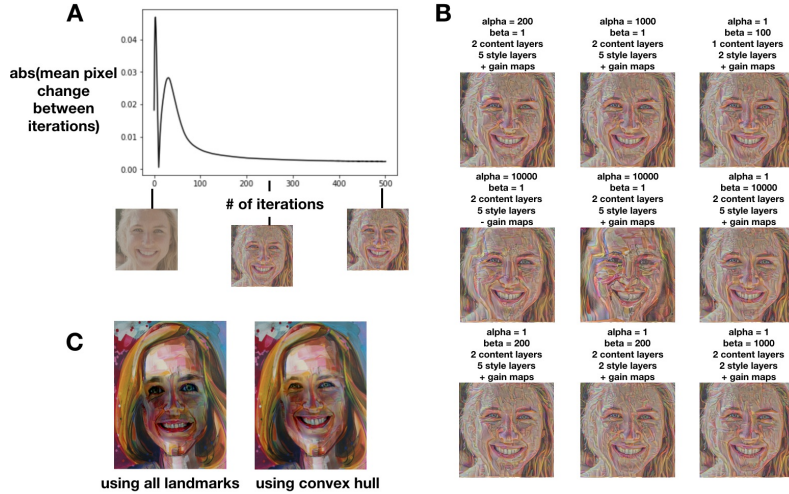 A
abs(mean pixel
change
between
iterations)
0.04
0.03
0.02
0.01
0.00
0
100
200
300
400
500
# of iterations
B
alpha = 200
beta = 1
2 content layers
5 style layers
+ gain maps
alpha = 1000
beta = 1
2 content layers
5 style layers
+ gain maps
alpha = 1
beta = 100
1 content layers
2 style layers
+ gain maps
alpha = 10000
beta = 1
2 content layers
5 style layers
- gain maps
alpha = 10000
beta = 1
2 content layers
5 style layers
+ gain maps
alpha = 1
beta = 10000
2 content layers
5 style layers
+ gain maps
alpha = 1
beta = 200
2 content layers
5 style layers
+ gain maps
alpha = 1
beta = 200
2 content layers
2 style layers
+ gain maps
alpha = 1
beta = 1000
2 content layers
2 style layers
+ gain maps
C
using all landmarks
using convex hull